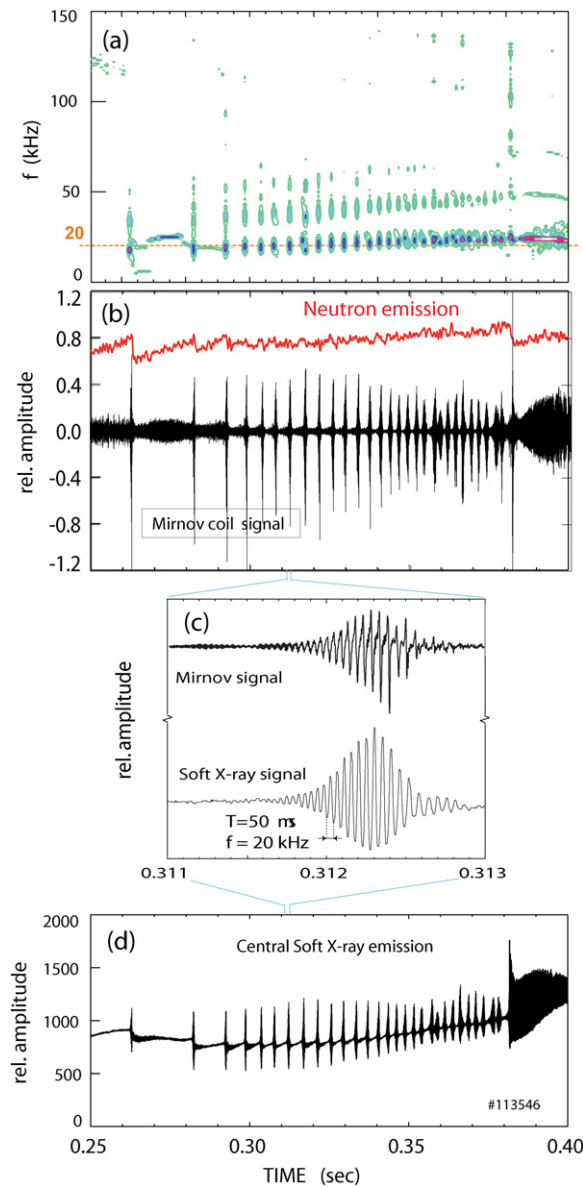 (a)
150
100
50
20
0
f (kHz)
(b)
Neutron emission
1.2
0.8
0.4
0.0
-0.4
-0.8
-1.2
rel. amplitude
Mirnov coil signal
(c)
Mirnov signal
rel. amplitude
Soft X-ray signal
T=50 ms
f = 20 kHz
0.311 0.312 0.313
(d)
Central Soft X-ray emission
2000
1500
1000
500
0
rel. amplitude
#113546
0.25 0.30 0.35 0.40
TIME (sec)